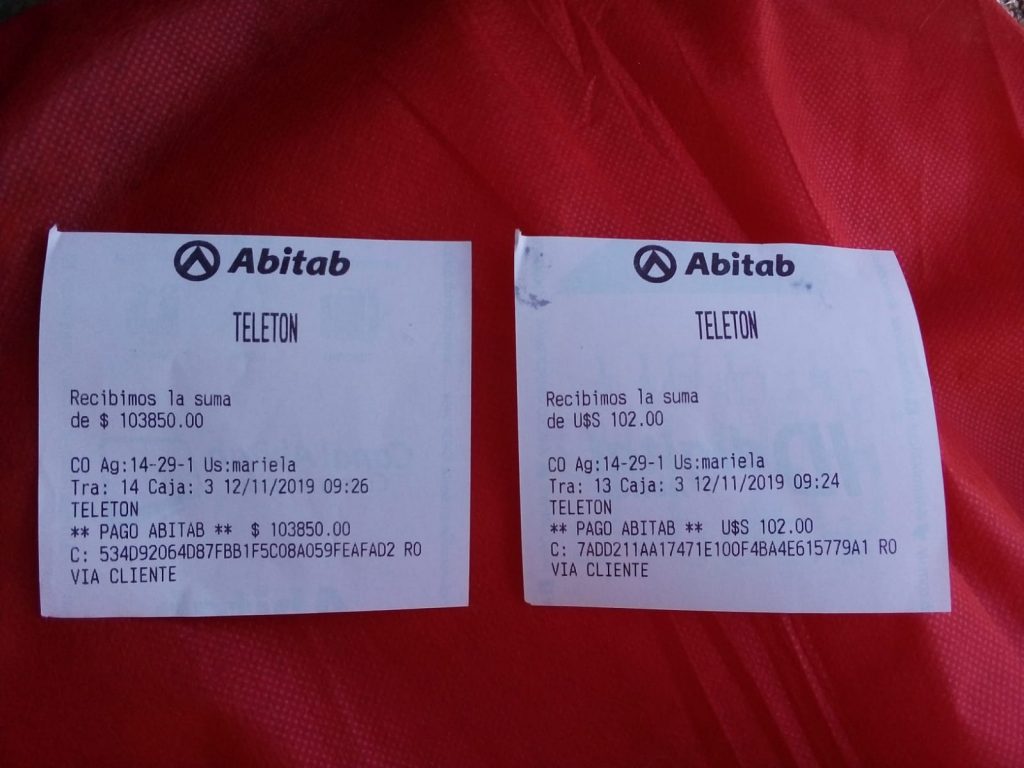 Abitab
TELETON
Recibimos la suma
de $ 103850.00
CO Ag:14-29-1 Us:mariela
Tra: 14 Caja: 3 12/11/2019 09:26
TELETON
** PAGO ABITAB ** $ 103850.00
C: 534D92064D87FBB1F5C08A059FEAFAD2 RO
VIA CLIENTE
Abitab
TELETON
Recibimos la suma
de U$S 102.00
CO Ag:14-29-1 Us:mariela
Tra: 13 Caja: 3 12/11/2019 09:24
TELETON
** PAGO ABITAB ** U$S 102.00
C: 7ADD211AA17471E100F4BA4E615779A1 RO
VIA CLIENTE